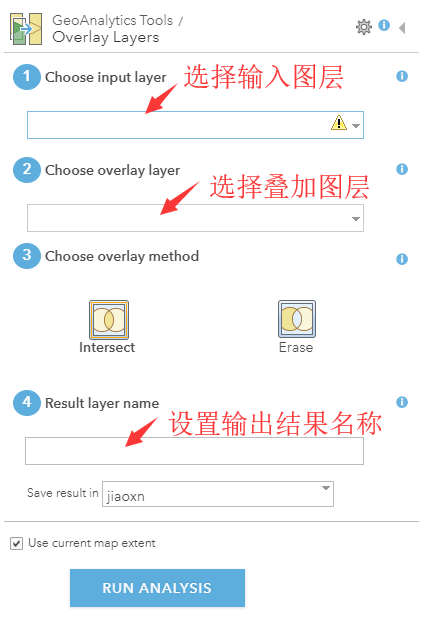 GeoAnalytics Tools /
Overlay Layers
1 Choose input layer
选择输入图层
2 Choose overlay layer
选择叠加图层
3 Choose overlay method
Intersect Erase
4 Result layer name
设置输出结果名称
Save result in jiaoxn
Use current map extent
RUN ANALYSIS